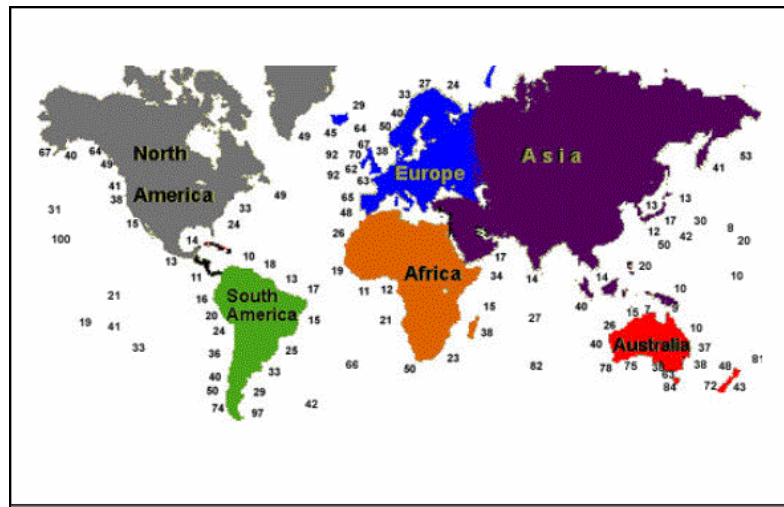 27 24
33
29
40
49 45 64 50
67
67 40 64 North 92 70 38 Asia 53
49 62 Europe 41
92 63
41 America 49 65 13 13
38 33 48
31 24 17 30
15 26 12 8
100 14 50 42 20
10 17
13 18 19 Africa 34 14 14 20 10
11 13 11 12 40 10
21 16 South 17 15 7 9
20 America 15 21 27 26 10
19 41 24 38 40 Australia 37
33 25 23
36 66 50 82 78 75 38 38 48 81
33 63
40 84 72 43
50 29
74 97 42